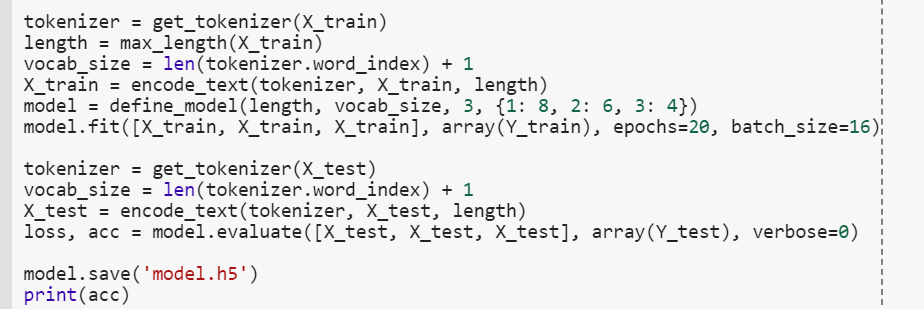 tokenizer = get_tokenizer(X_train)
length = max_length(X_train)
vocab_size = len(tokenizer.word_index) + 1
X_train = encode_text(tokenizer, X_train, length)
model = define_model(length, vocab_size, 3, {1: 8, 2: 6, 3: 4})
model.fit([X_train, X_train, X_train], array(Y_train), epochs=20, batch_size=16)
tokenizer = get_tokenizer(X_test)
vocab_size = len(tokenizer.word_index) + 1
X_test = encode_text(tokenizer, X_test, length)
loss, acc = model.evaluate([X_test, X_test, X_test], array(Y_test), verbose=0)
model.save('model.h5')
print(acc)